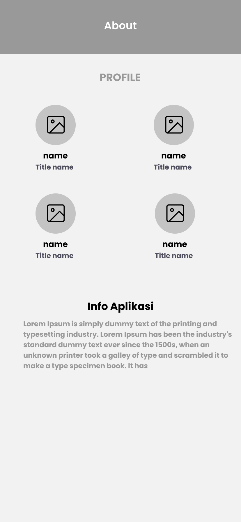 About
PROFILE
name name
Title name Title name
name name
Title name Title name
Info Aplikasi
Lorem Ipsum is simply dummy text of the printing and
typesetting industry. Lorem Ipsum has been the industry's
standard dummy text ever since the 1500s, when an
unknown printer took a galley of type and scrambled it to
make a type specimen book. It has